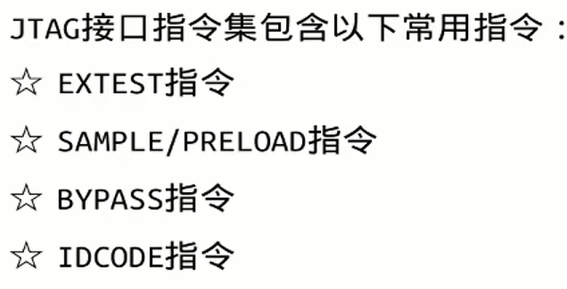 JTAG接口指令集包含以下常用指令：
☆ EXTEST指令
☆ SAMPLE/PRELOAD指令
☆ BYPASS指令
☆ IDCODE指令